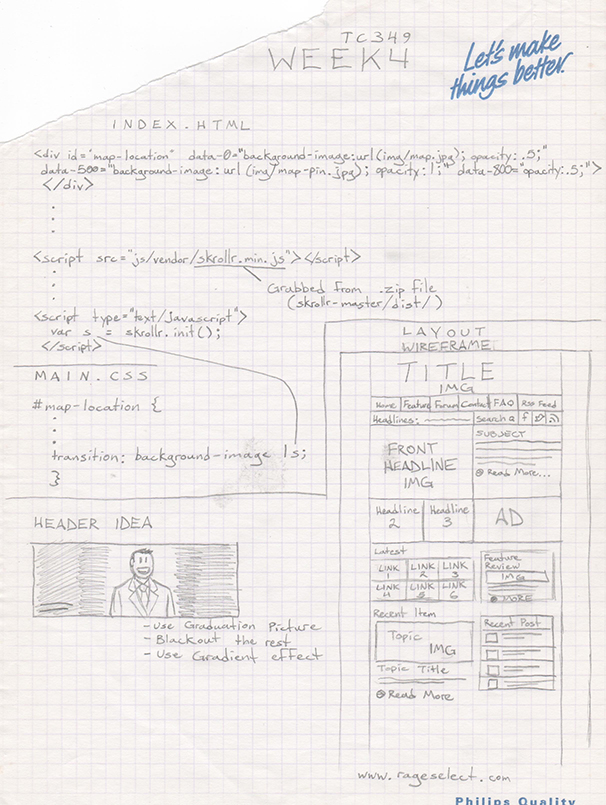 TC349
WEEK 4
Let's make
things better.
INDEX.HTML
<div id="map-location" data-0="background-image:url(img/map.jpg); opacity:.5;"
data-500="background-image: url (img/map-pin.jpg); opacity:1;" data-800="opacity:.5;">
</div>
<script src="js/vendor/skrollr.min.js"></script>
Grabbed from .zip file
(skrollr-master/dist/)
<script type="text/javascript">
var s = skrollr.init();
</script>
MAIN.CSS
#map-location {
transition: background-image 1s;
}
HEADER IDEA
- Use Graduation Picture
- Blackout the rest
- Use Gradient effect
LAYOUT
WIREFRAME
TITLE
IMG
Home Feature Forum Contact FAQ RSS Feed
Headlines: Search
SUBJECT
Read More...
FRONT
HEADLINE
IMG
Headline
2
Headline
3
AD
Latest
LINK
1
LINK
2
LINK
3
LINK
4
LINK
5
LINK
6
Feature
Review
IMG
MORE
Recent Item
Topic
IMG
Topic Title
Read More
Recent Post
www.rageselect.com
Philips Quality